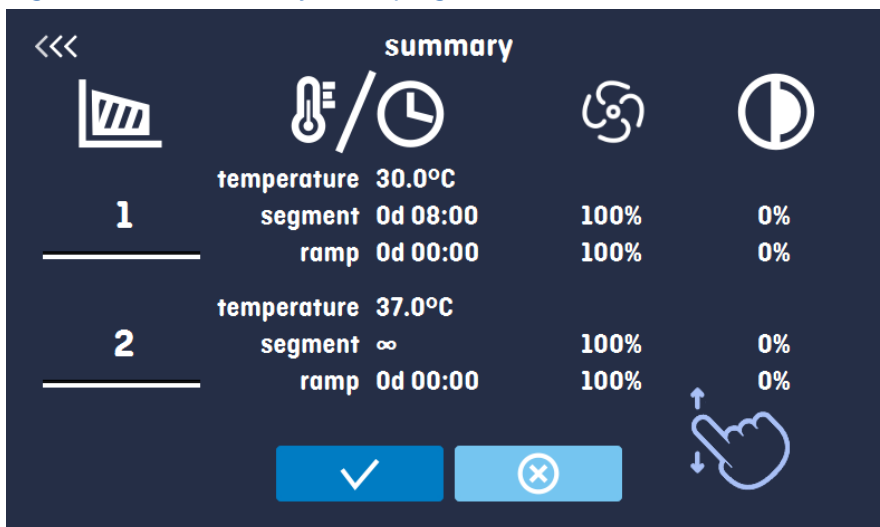 <<<
summary
temperature 30.0°C
1 segment 0d 08:00 100% 0%
ramp 0d 00:00 100% 0%
temperature 37.0°C
2 segment ∞ 100% 0%
ramp 0d 00:00 100% 0%